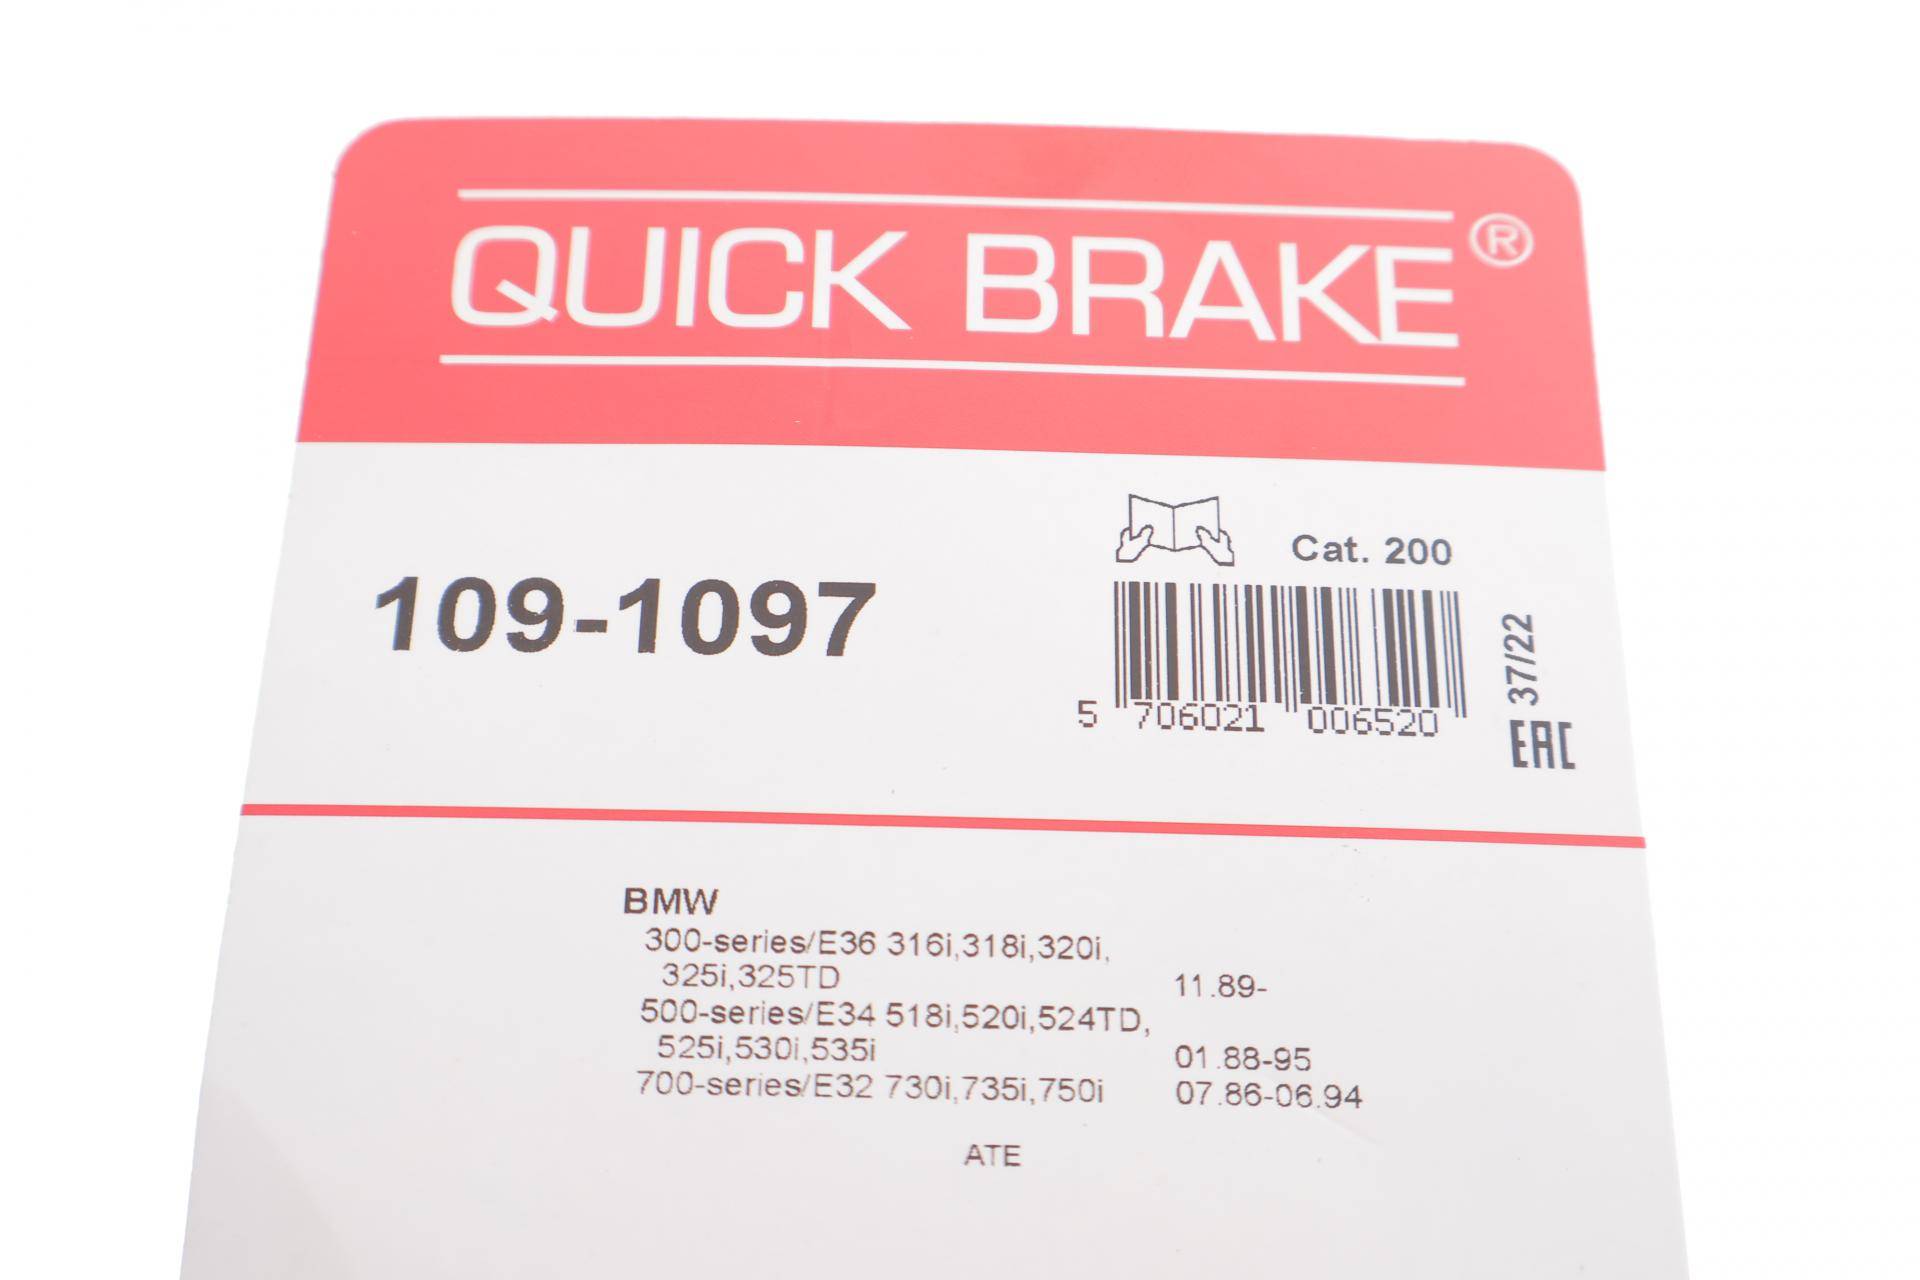 QUICK BRAKE®
109-1097
Cat. 200
5 706021 006520
37/22
EAC
BMW
300-series/E36 316i,318i,320i,
325i,325TD 11.89-
500-series/E34 518i,520i,524TD,
525i,530i,535i 01.88-95
700-series/E32 730i,735i,750i 07.86-06.94
ATE